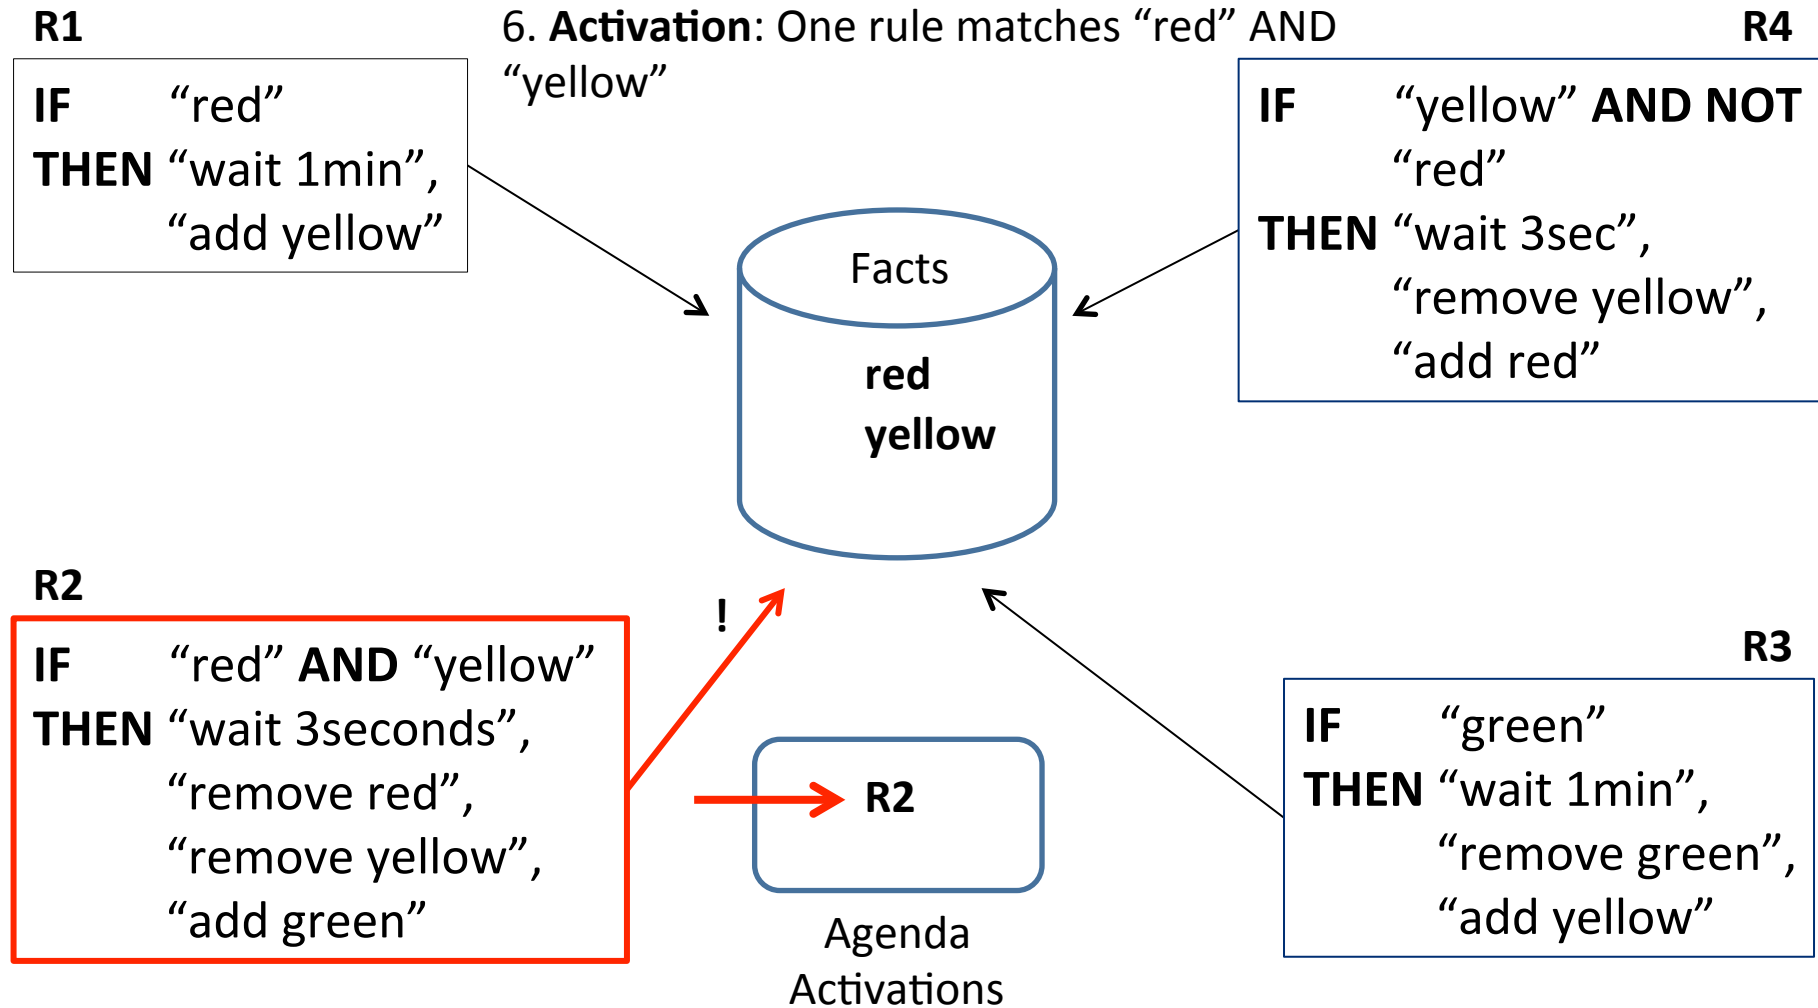 R1
6. Activation: One rule matches “red” AND
“yellow”
R4
IF “red”
THEN “wait 1min”,
“add yellow”
IF “yellow” AND NOT
“red”
THEN “wait 3sec”,
“remove yellow”,
“add red”
Facts
red
yellow
R2
!
IF “red” AND “yellow”
THEN “wait 3seconds”,
“remove red”,
“remove yellow”,
“add green”
R2
Agenda
Activations
R3
IF “green”
THEN “wait 1min”,
“remove green”,
“add yellow”